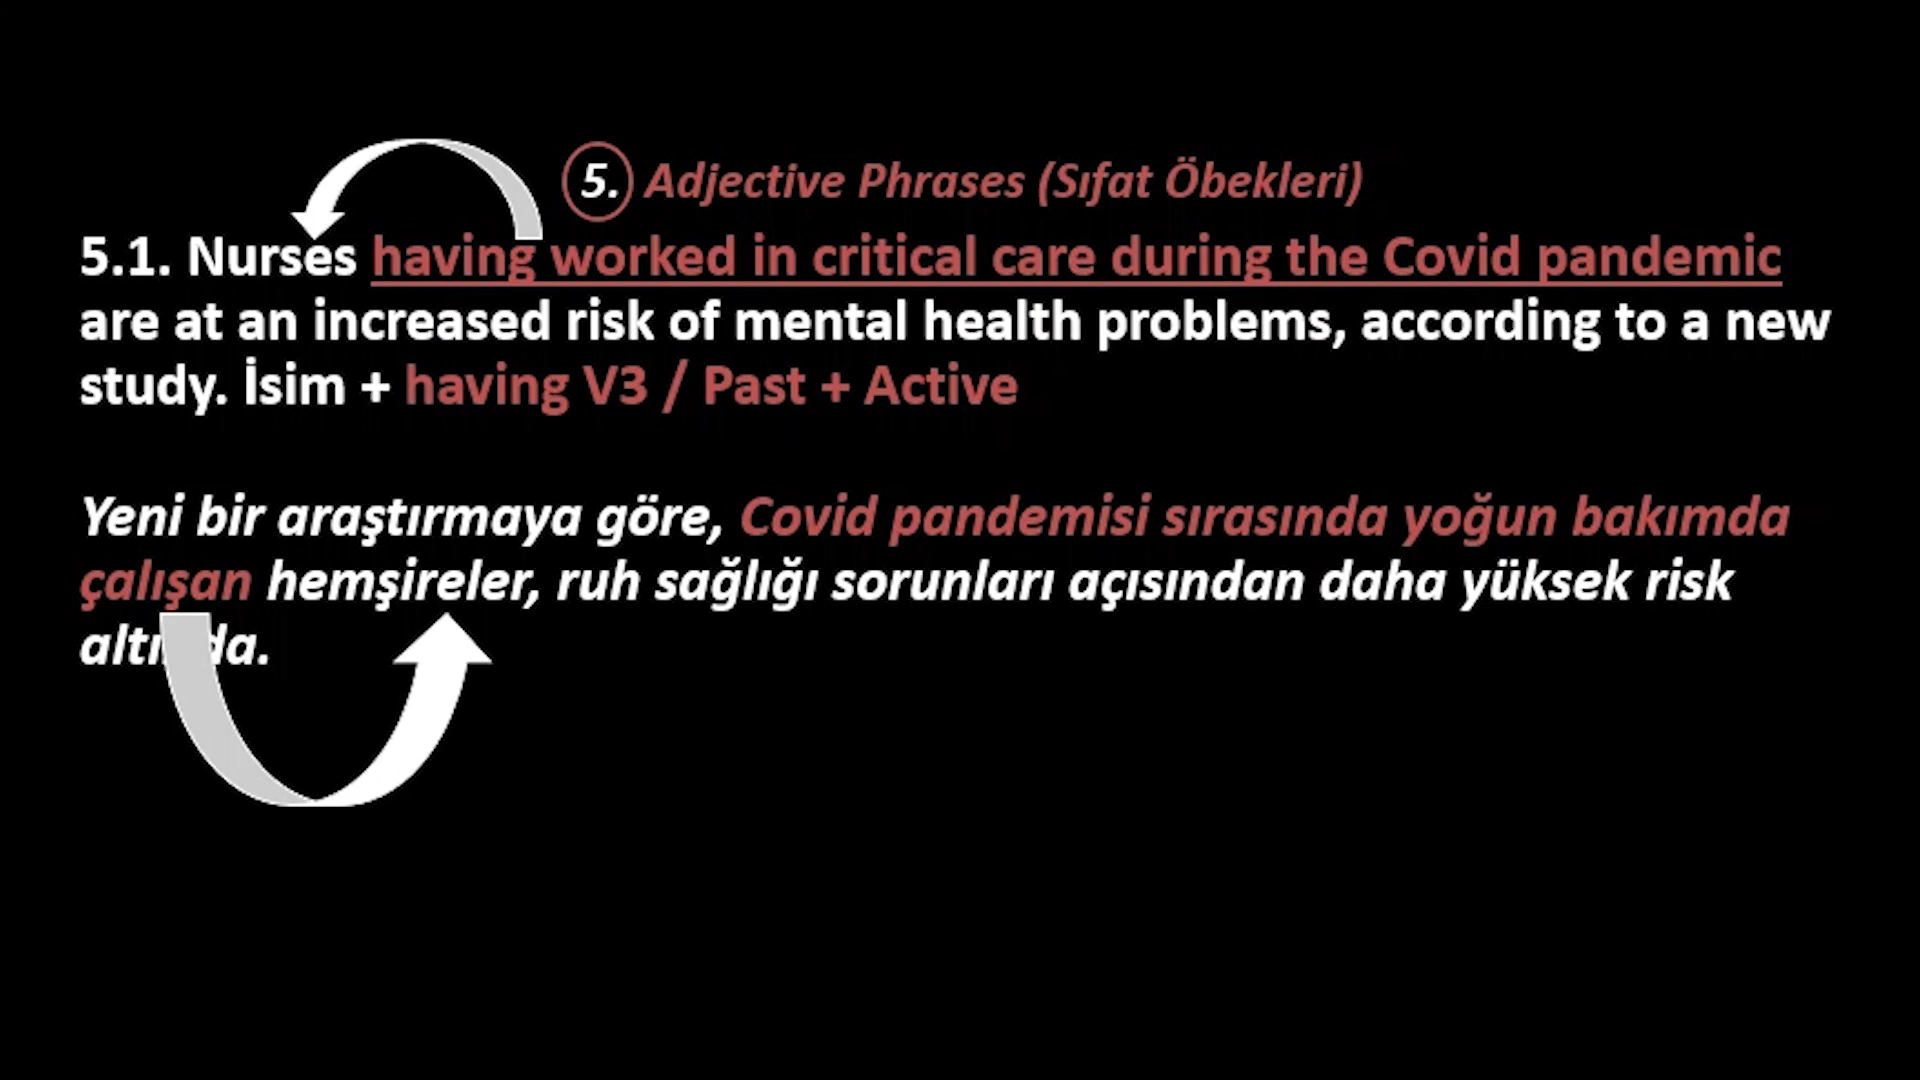 5. Adjective Phrases (Sıfat Öbekleri)
5.1. Nurses having worked in critical care during the Covid pandemic
are at an increased risk of mental health problems, according to a new
study. İsim + having V3 / Past + Active
Yeni bir araştırmaya göre, Covid pandemisi sırasında yoğun bakımda
çalışan hemşireler, ruh sağlığı sorunları açısından daha yüksek risk
altında.